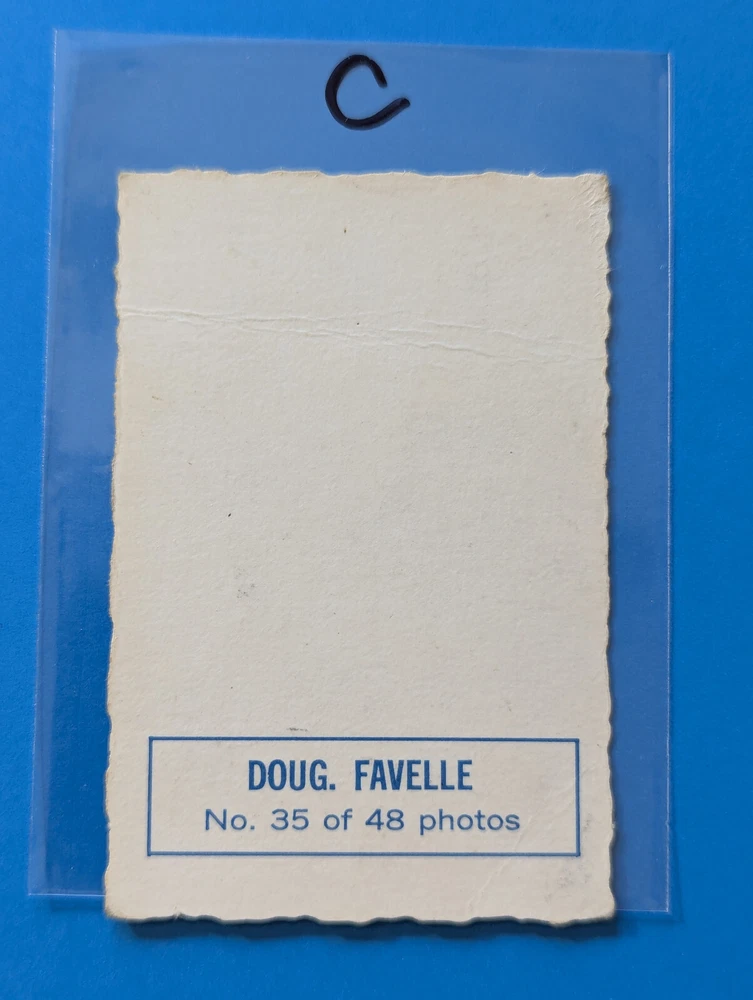 C
DOUG. FAVELLE
No. 35 of 48 photos